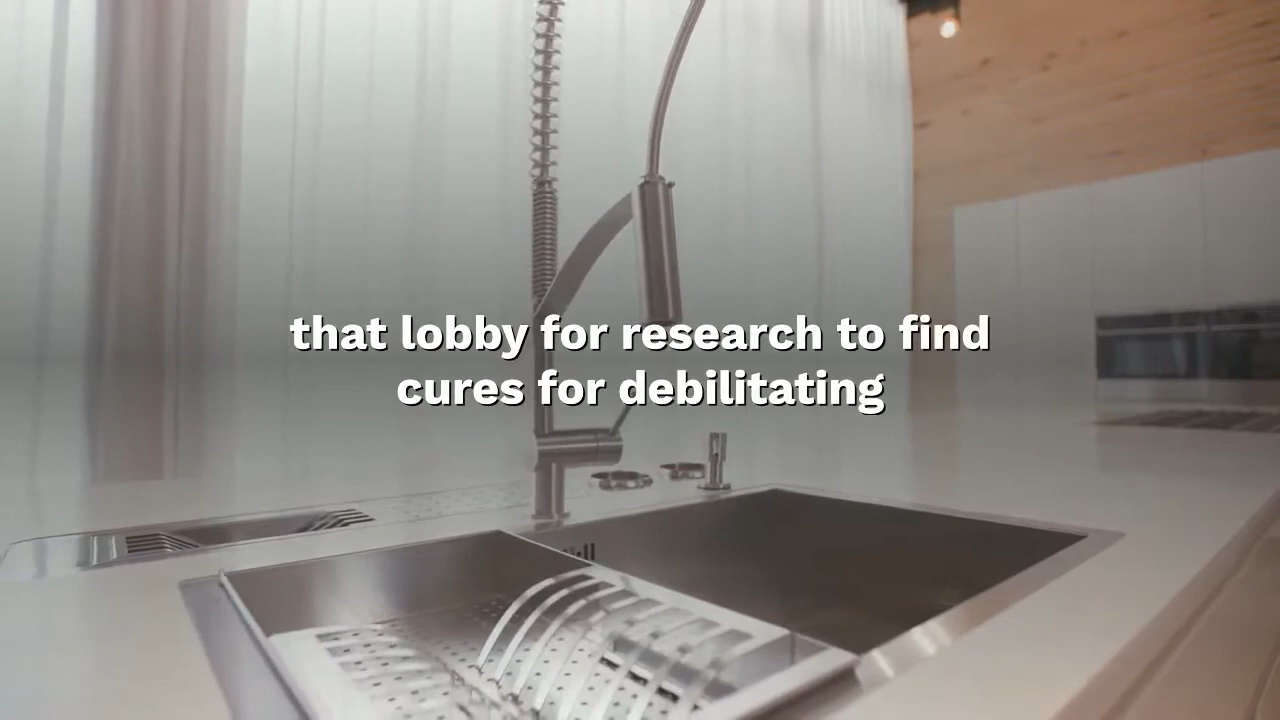 that lobby for research to find
cures for debilitating